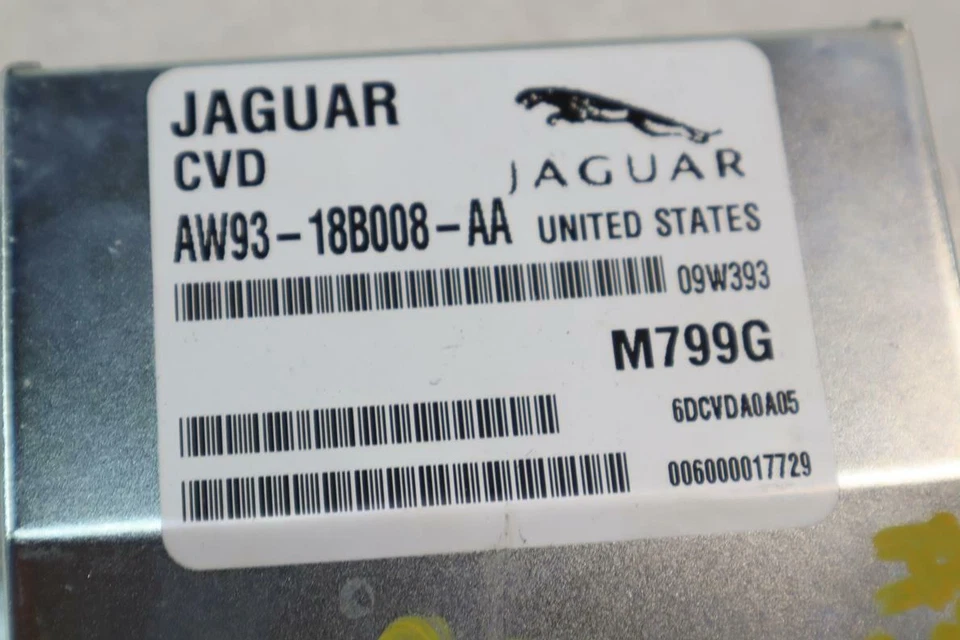 JAGUAR
CVD
JAGUAR
AW93-18B008-AA UNITED STATES
09W393
M799G
6DCVDA0A05
006000017729